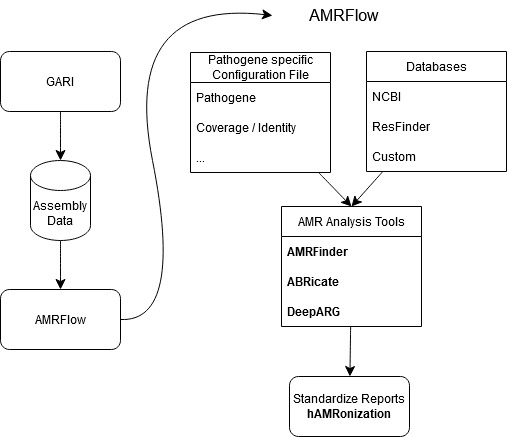 AMRFlow
GARI
Assembly
Data
AMRFlow
Pathogene specific
Configuration File
Pathogene
Coverage / Identity
...
Databases
NCBI
ResFinder
Custom
AMR Analysis Tools
AMRFinder
ABRicate
DeepARG
Standardize Reports
hAMRonization